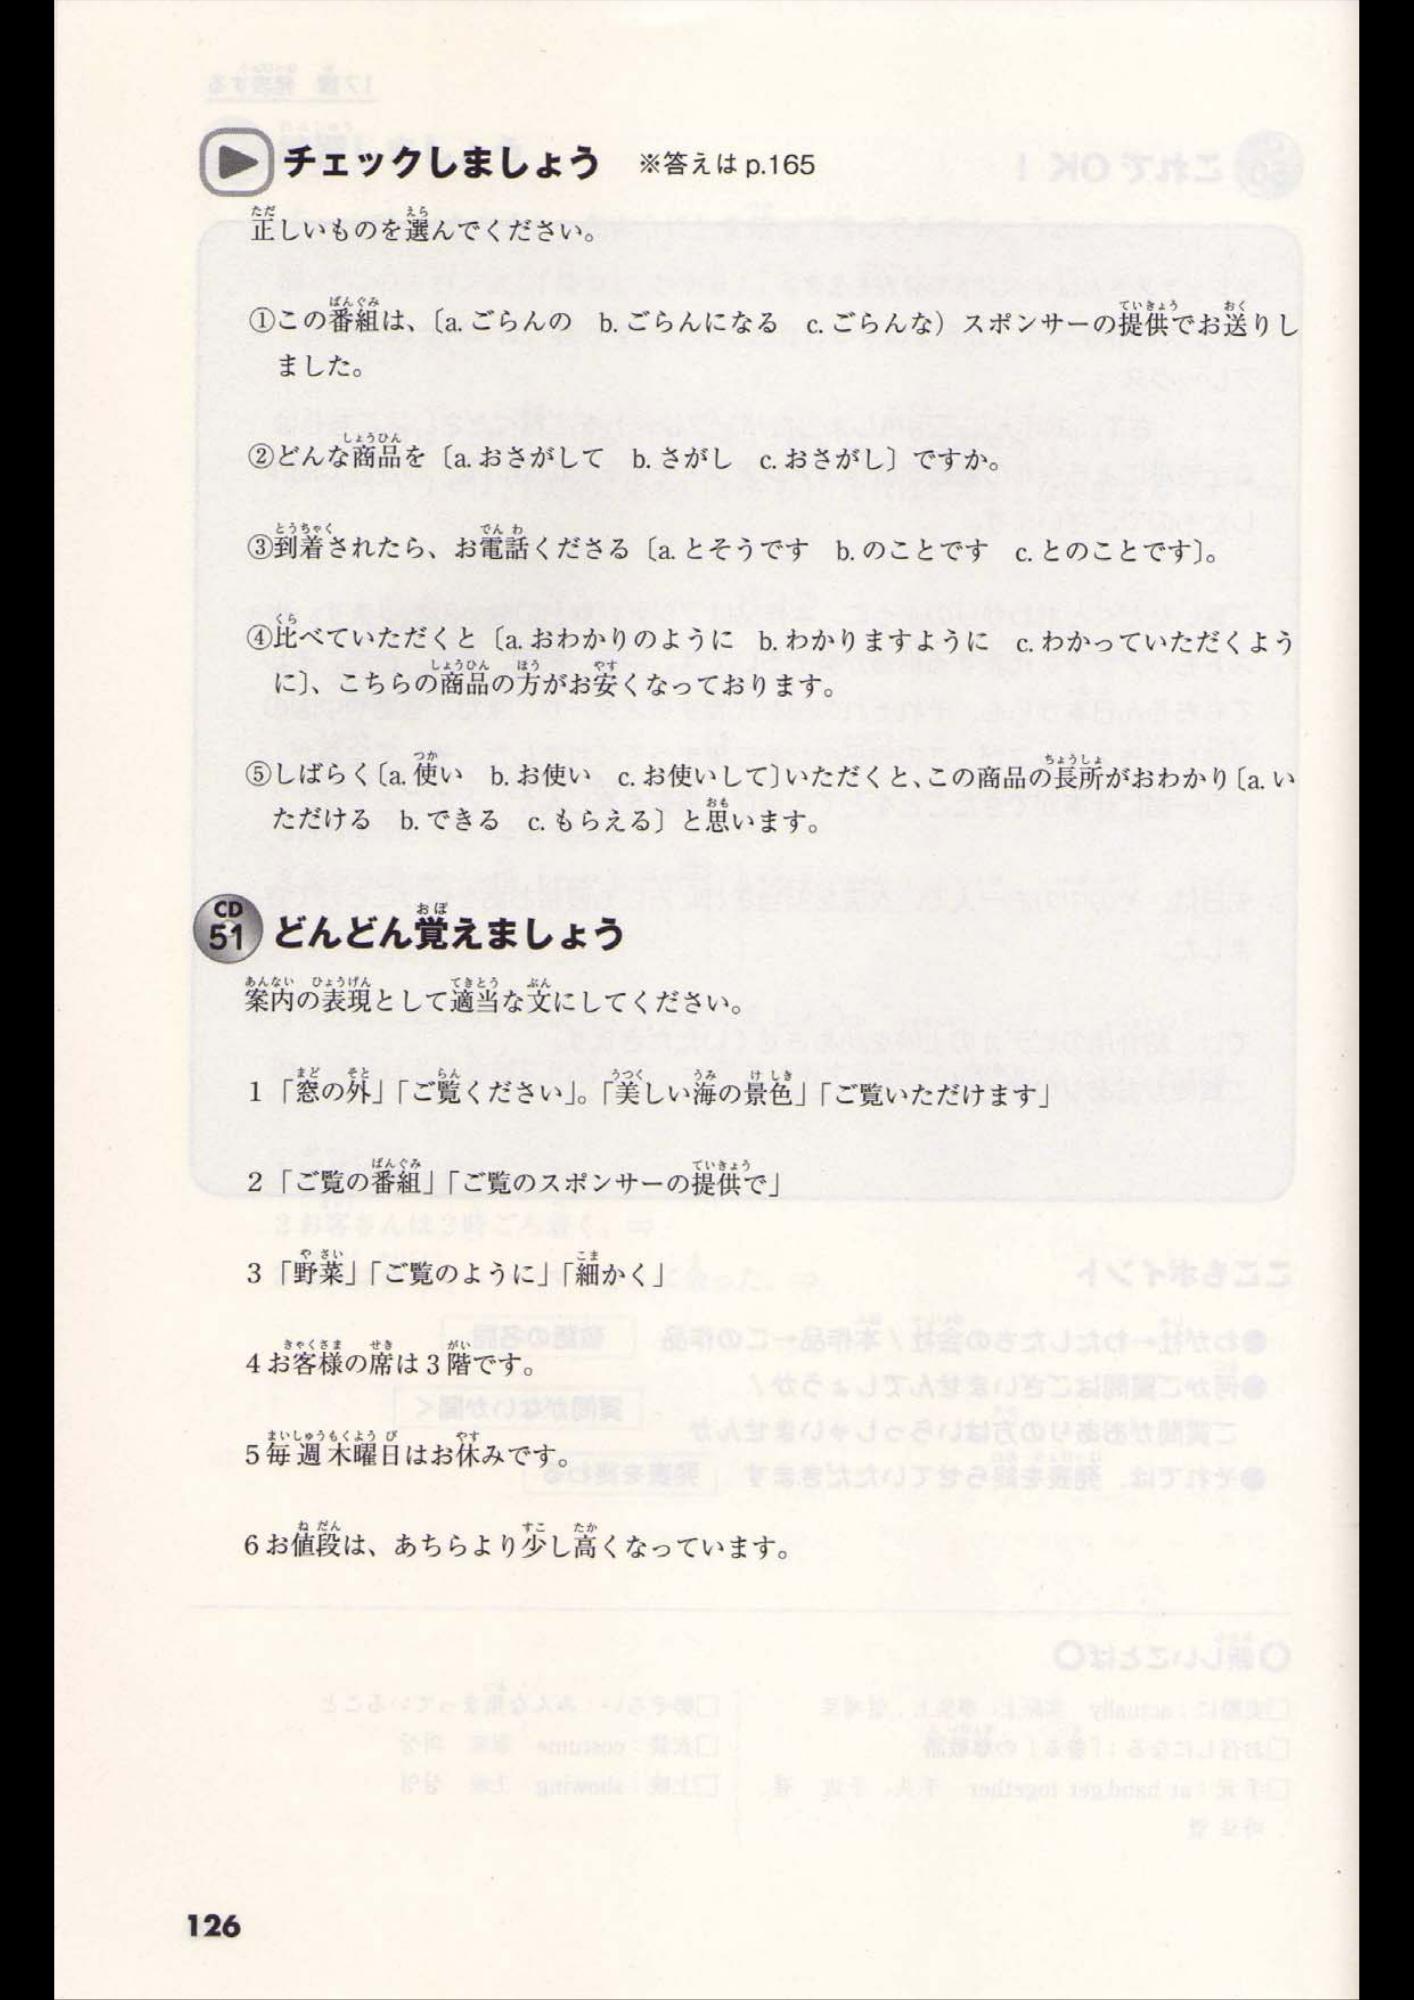 チェックしましょう ※答えは p.165
正しいものを選んでください。
①この番組は、〔a. ごらんの b. ごらんになる c. ごらんな） スポンサーの提供でお送りし
ました。
②どんな商品を〔a. おさがして b. さがし c. おさがし〕ですか。
③到着されたら、お電話くださる〔a. とそうです b. のことです c. とのことです〕。
④比べていただくと〔a. おわかりのように b. わかりますように c. わかっていただくよう
に〕、こちらの商品の方がお安くなっております。
⑤しばらく〔a. 使い b. お使い c. お使いして〕いただくと、この商品の長所がおわかり〔a. い
ただける b. できる c. もらえる〕と思います。
CD
51 どんどん覚えましょう
案内の表現として適当な文にしてください。
1「窓の外」「ご覧ください」。「美しい海の景色」「ご覧いただけます」
2「ご覧の番組」「ご覧のスポンサーの提供で」
3「野菜」「ご覧のように」「細かく」
4 お客様の席は3階です。
5 毎週木曜日はお休みです。
6 お値段は、あちらより少し高くなっています。
126